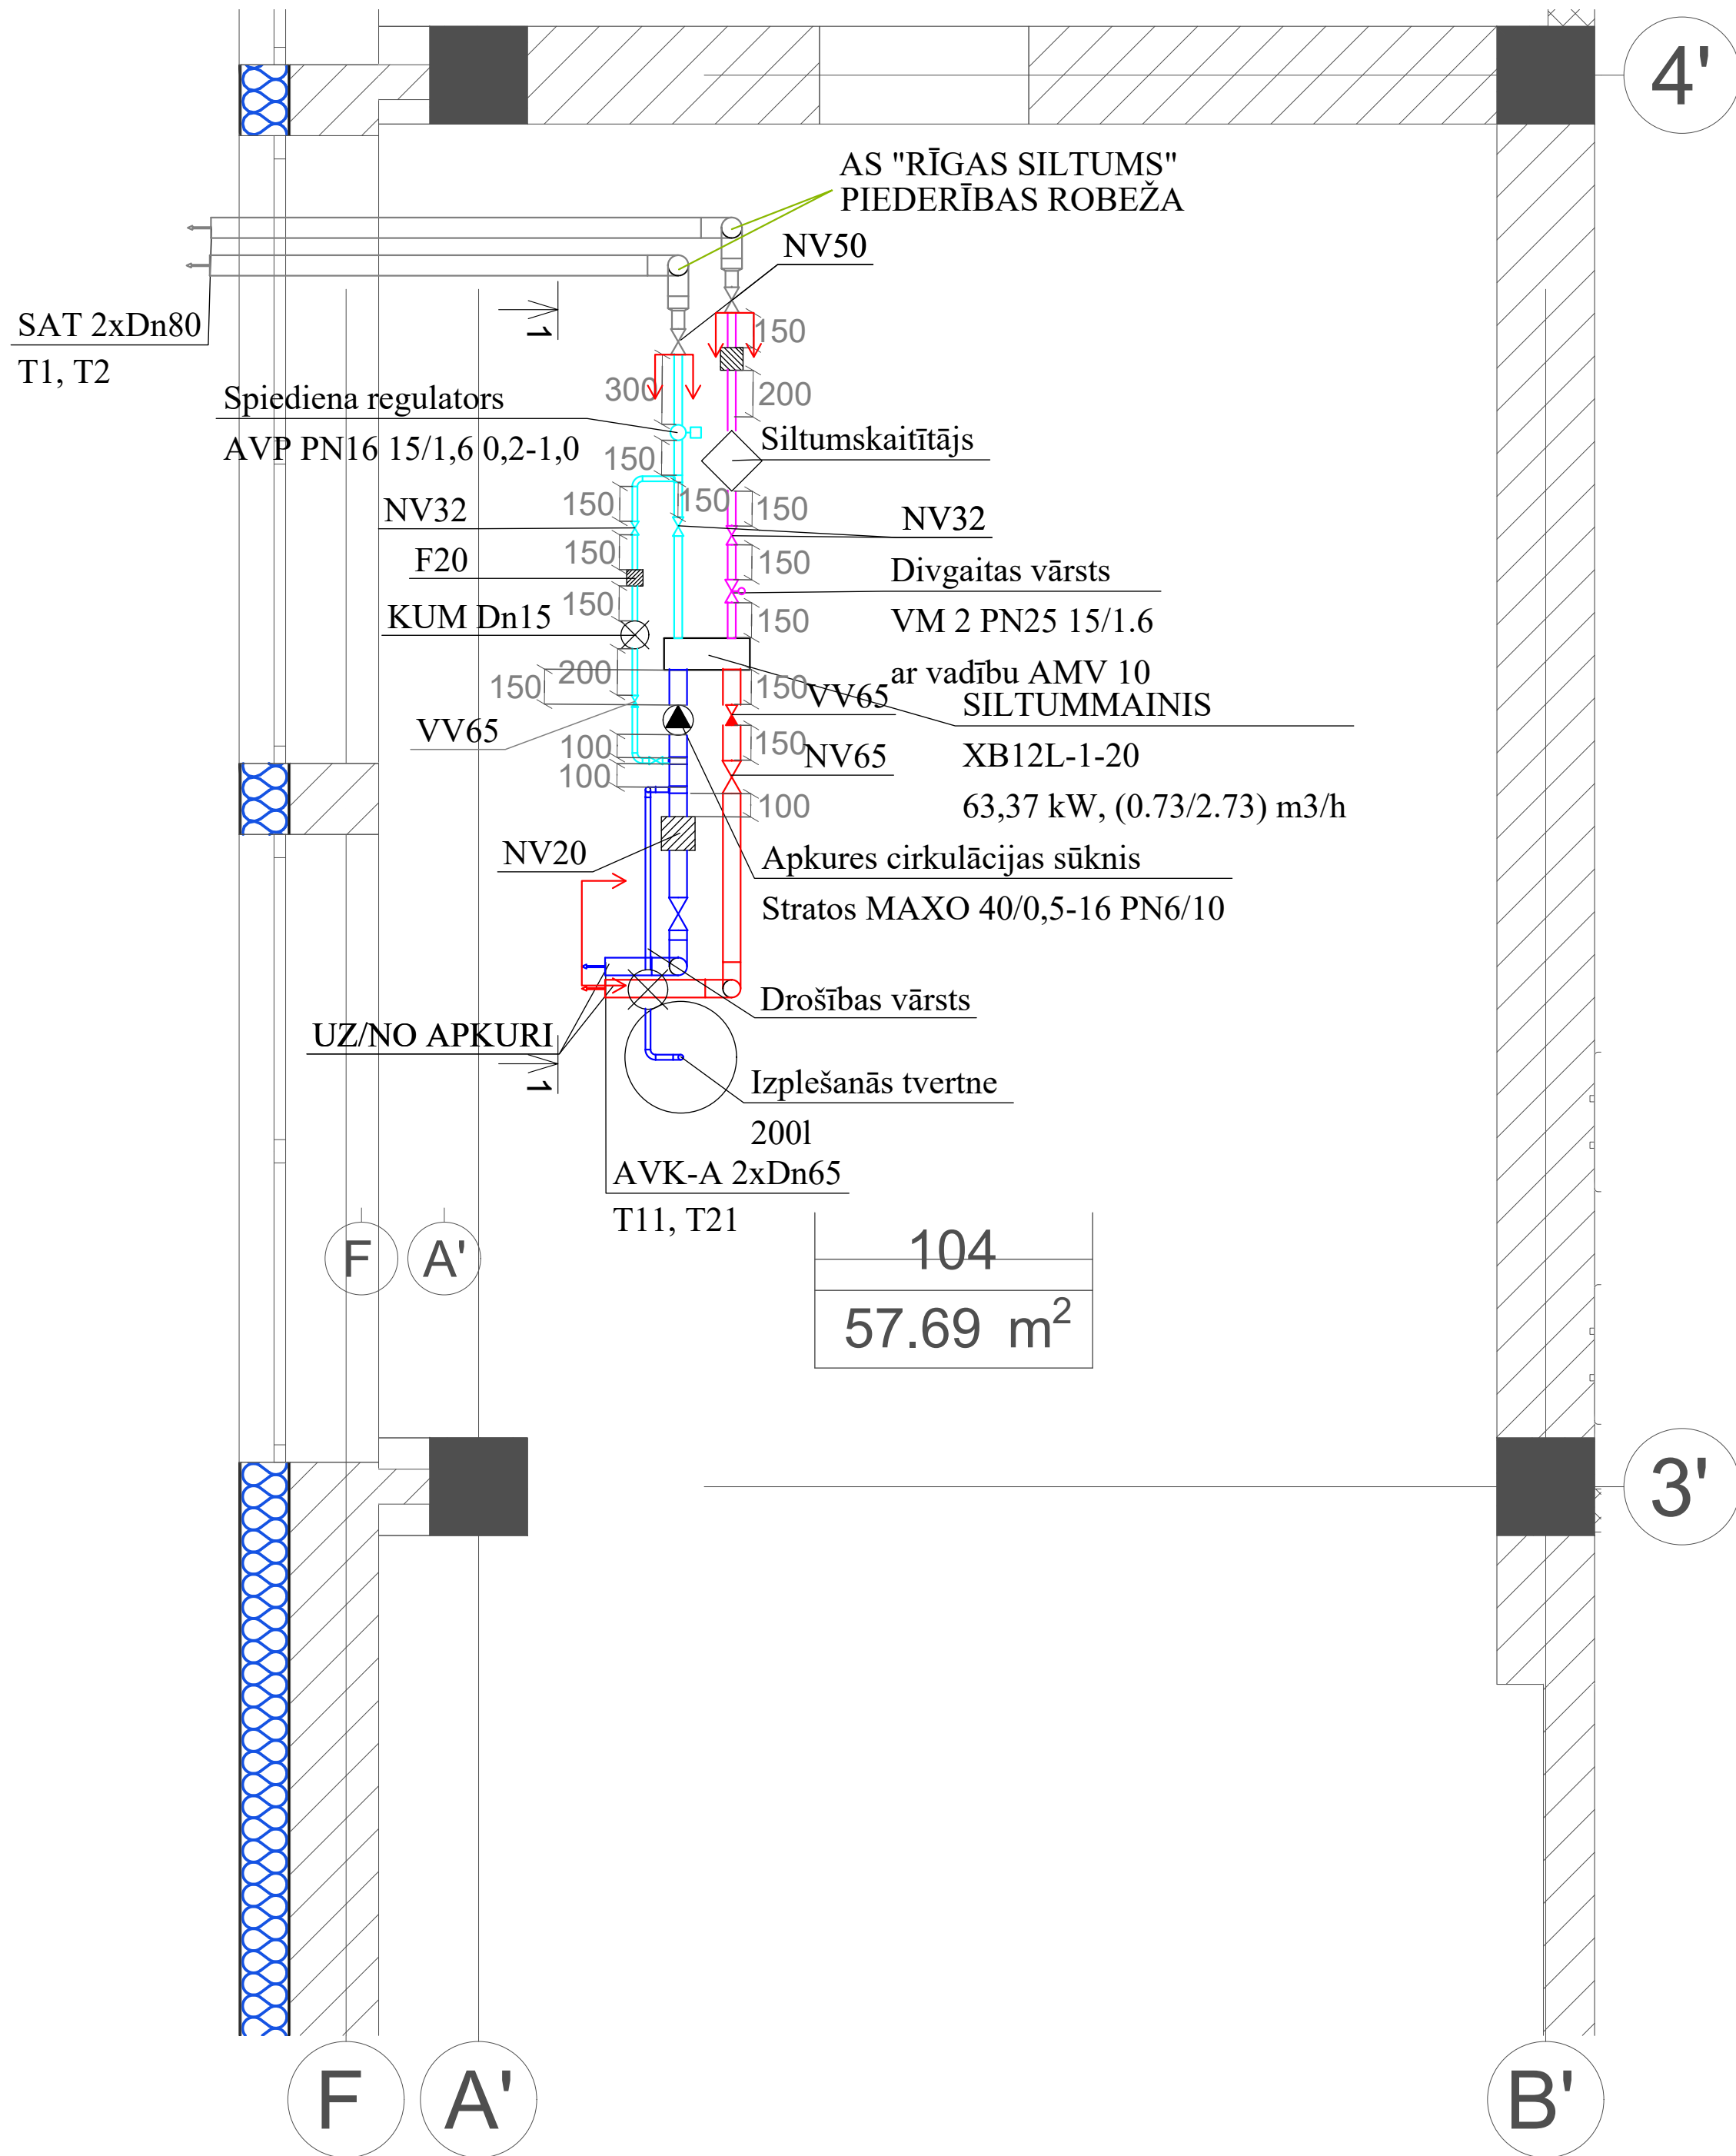 4'
AS "RĪGAS SILTUMS"
PIEDERĪBAS ROBEŽA
NV50
SAT 2xDn80
T1, T2
1
150
300
200
Spiediena regulators
AVP PN16 15/1,6 0,2-1,0
Siltumskaitītājs
150
150
150
150
NV32
NV32
150
150
F20
Divgaitas vārsts
VM 2 PN25 15/1.6
ar vadību AMV 10
150
150
KUM Dn15
200
150
150
VV65
SILTUMMAINIS
XB12L-1-20
63,37 kW, (0.73/2.73) m3/h
VV65
100
150
NV65
100
100
NV20
Apkures cirkulācijas sūknis
Stratos MAXO 40/0,5-16 PN6/10
Drošības vārsts
UZ/NO APKURI
1
Izplešanās tvertne
200l
AVK-A 2xDn65
T11, T21
F
A'
104
57.69 m²
3'
F
A'
B'